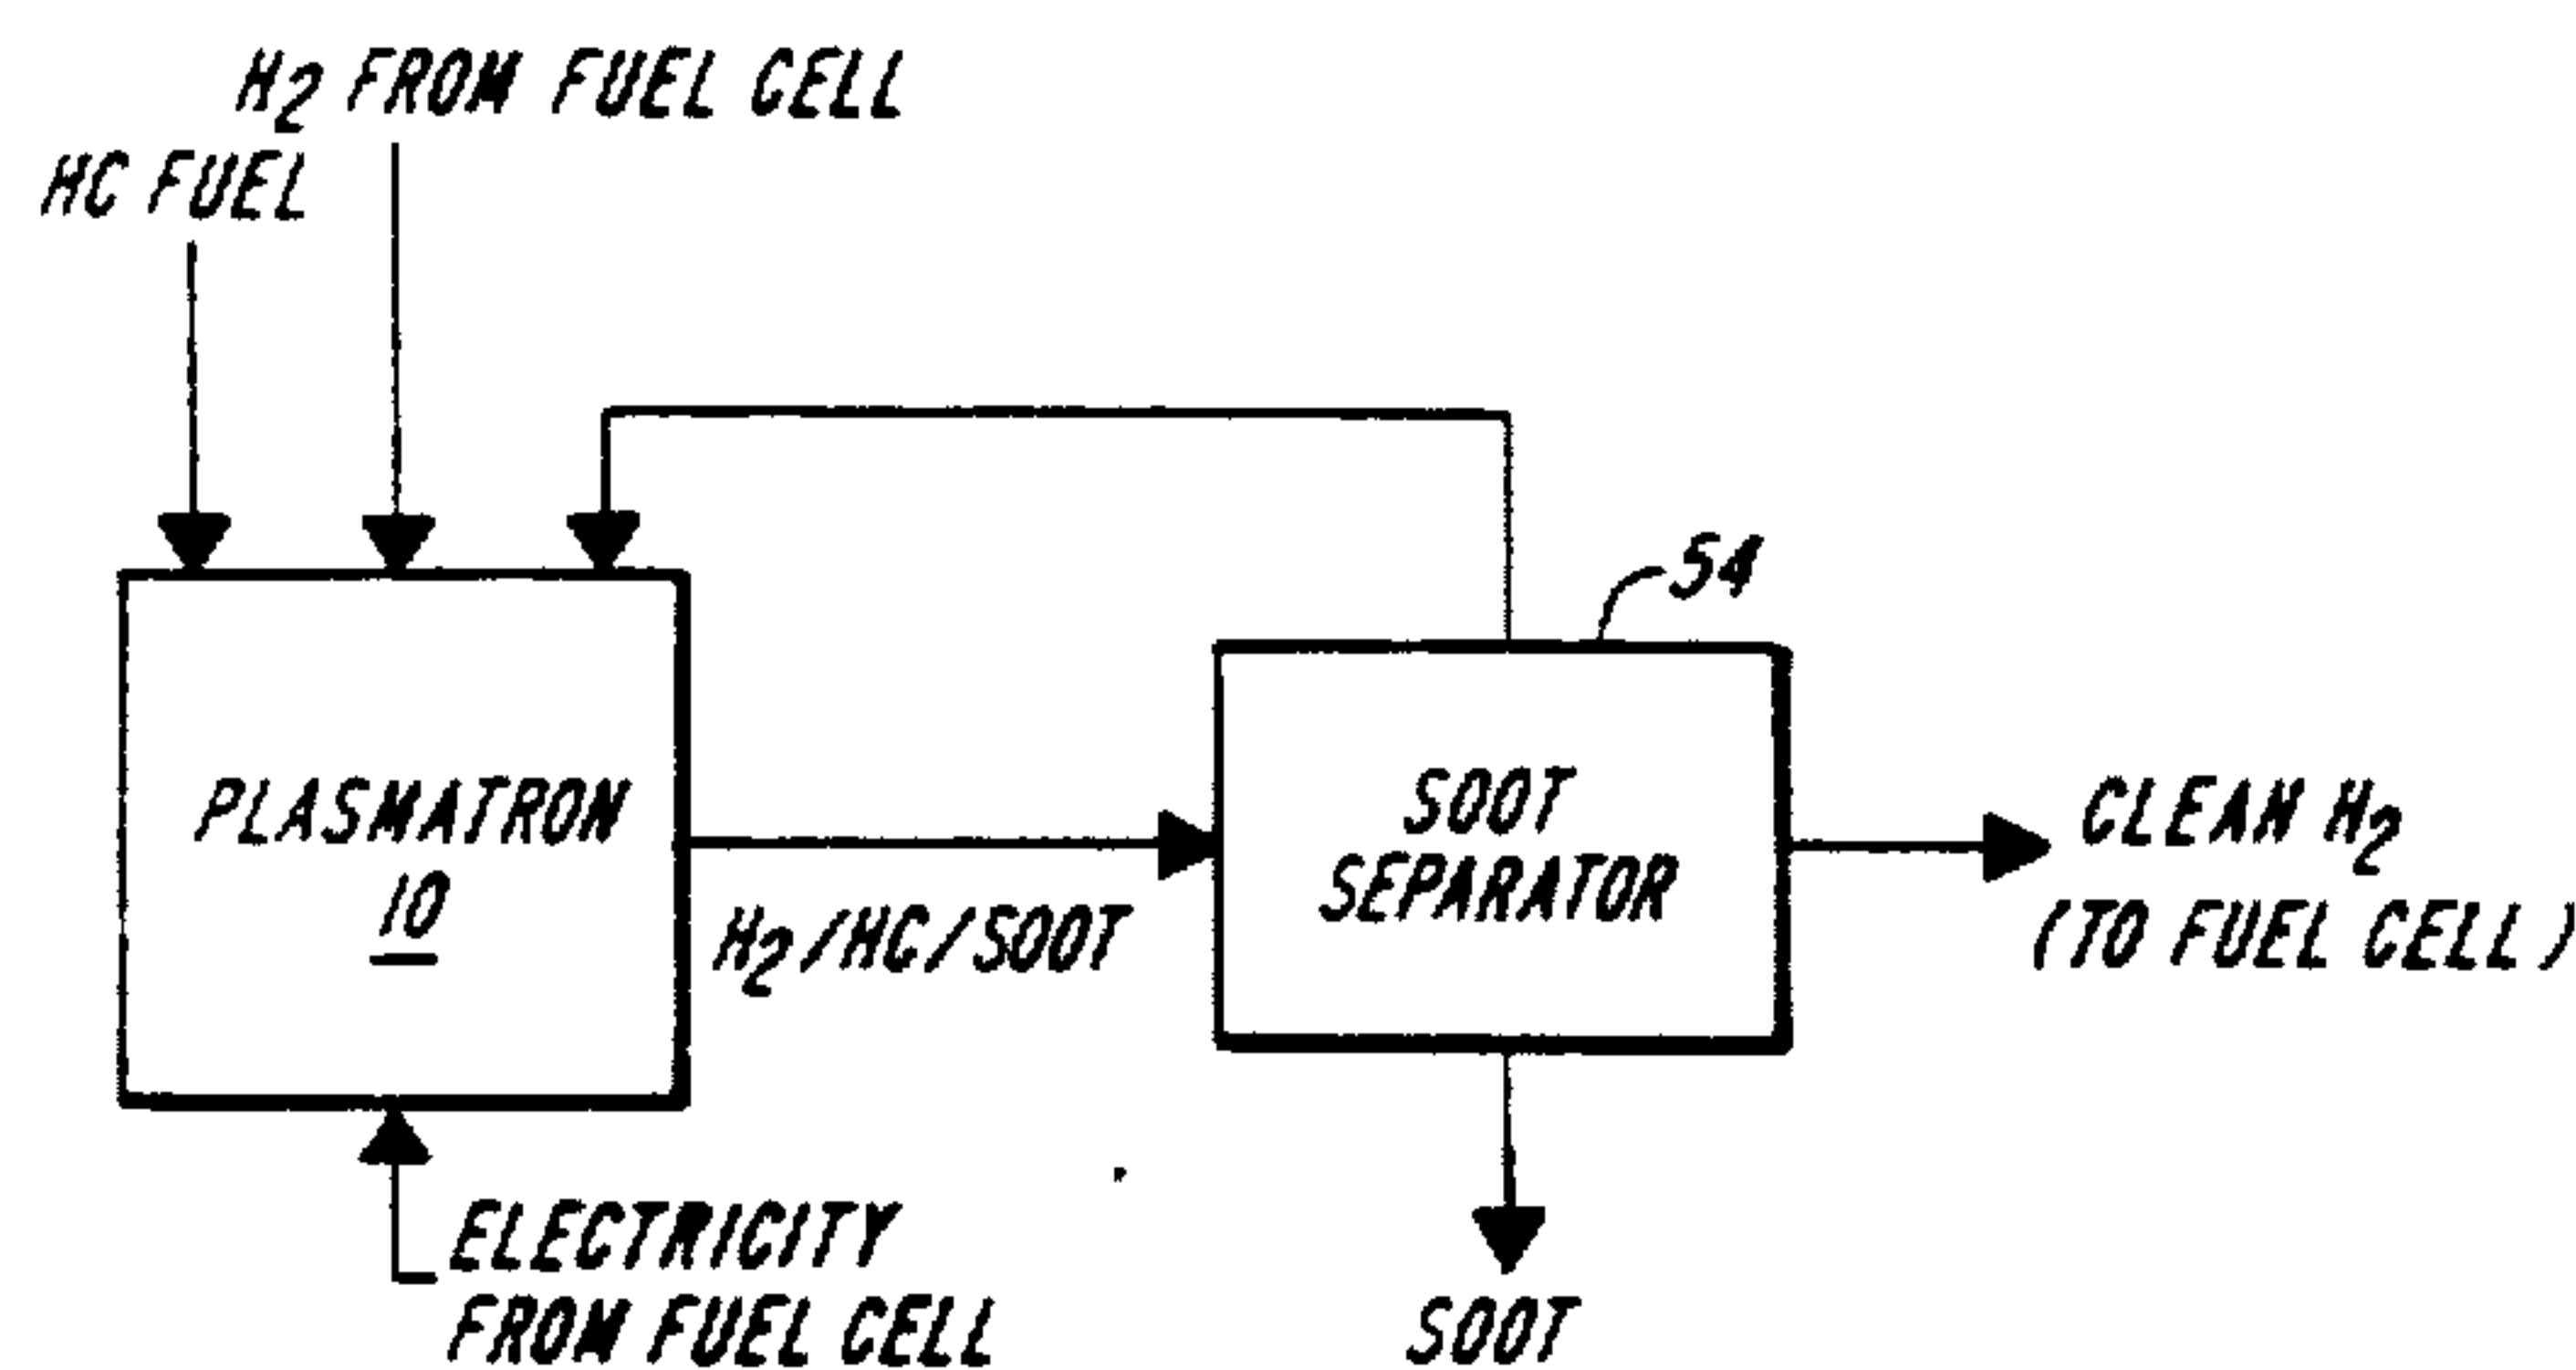 H2 FROM FUEL CELL
HC FUEL
54
PLASMATRON
10
SOOT
SEPARATOR
H2/HC/SOOT
CLEAN H2
(TO FUEL CELL)
ELECTRICITY
FROM FUEL CELL
SOOT